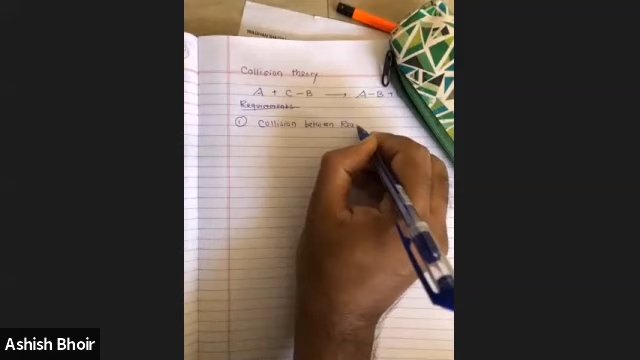 Collision theory
A + C - B ⟶ A - B +
Requirements
① Collision between Rea
Ashish Bhoir